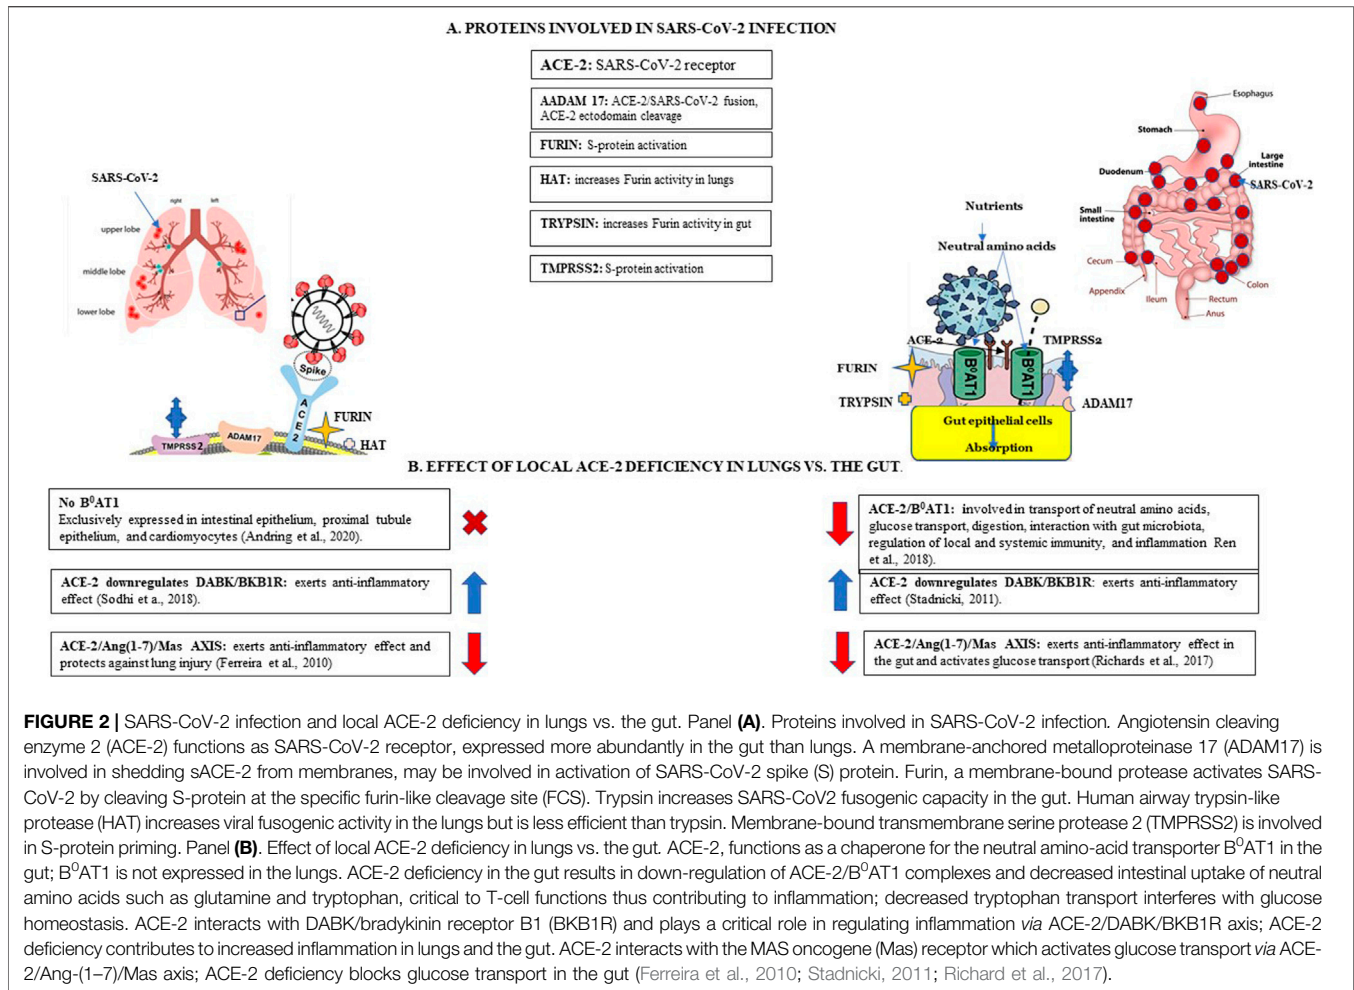 A. PROTEINS INVOLVED IN SARS-CoV-2 INFECTION
ACE-2: SARS-CoV-2 receptor
AADAM 17: ACE-2/SARS-CoV-2 fusion,
ACE-2 ectodomain cleavage
FURIN: S-protein activation
HAT: increases Furin activity in lungs
TRYPSIN: increases Furin activity in gut
TMPRSS2: S-protein activation
SARS-CoV-2
right
left
upper lobe
middle lobe
lower lobe
Spike
ACE2
FURIN
HAT
ADAM17
TMPRSS2
Esophagus
Stomach
Duodenum
Large
intestine
SARS-CoV-2
Small
intestine
Cecum
Appendix
Ileum
Colon
Rectum
Anus
Nutrients
Neutral amino acids
ACE-2
TMPRSS2
B⁰AT1
B⁰AT1
FURIN
TRYPSIN
ADAM17
Gut epithelial cells
Absorption
B. EFFECT OF LOCAL ACE-2 DEFICIENCY IN LUNGS VS. THE GUT.
No B⁰AT1
Exclusively expressed in intestinal epithelium, proximal tubule
epithelium, and cardiomyocytes (Andring et al., 2020).
ACE-2 downregulates DABK/BKB1R: exerts anti-inflammatory
effect (Sodhi et a., 2018).
ACE-2/Ang(1-7)/Mas AXIS: exerts anti-inflammatory effect and
protects against lung injury (Ferreira et al., 2010)
ACE-2/B⁰AT1: involved in transport of neutral amino acids,
glucose transport, digestion, interaction with gut microbiota,
regulation of local and systemic immunity, and inflammation Ren
et al., 2018).
ACE-2 downregulates DABK/BKB1R: exerts anti-inflammatory
effect (Stadnicki, 2011).
ACE-2/Ang(1-7)/Mas AXIS: exerts anti-inflammatory effect in
the gut and activates glucose transport (Richards et al., 2017)
FIGURE 2 | SARS-CoV-2 infection and local ACE-2 deficiency in lungs vs. the gut. Panel (A). Proteins involved in SARS-CoV-2 infection. Angiotensin cleaving
enzyme 2 (ACE-2) functions as SARS-CoV-2 receptor, expressed more abundantly in the gut than lungs. A membrane-anchored metalloproteinase 17 (ADAM17) is
involved in shedding sACE-2 from membranes, may be involved in activation of SARS-CoV-2 spike (S) protein. Furin, a membrane-bound protease activates SARS-
CoV-2 by cleaving S-protein at the specific furin-like cleavage site (FCS). Trypsin increases SARS-CoV2 fusogenic capacity in the gut. Human airway trypsin-like
protease (HAT) increases viral fusogenic activity in the lungs but is less efficient than trypsin. Membrane-bound transmembrane serine protease 2 (TMPRSS2) is involved
in S-protein priming. Panel (B). Effect of local ACE-2 deficiency in lungs vs. the gut. ACE-2, functions as a chaperone for the neutral amino-acid transporter B⁰AT1 in the
gut; B⁰AT1 is not expressed in the lungs. ACE-2 deficiency in the gut results in down-regulation of ACE-2/B⁰AT1 complexes and decreased intestinal uptake of neutral
amino acids such as glutamine and tryptophan, critical to T-cell functions thus contributing to inflammation; decreased tryptophan transport interferes with glucose
homeostasis. ACE-2 interacts with DABK/bradykinin receptor B1 (BKB1R) and plays a critical role in regulating inflammation via ACE-2/DABK/BKB1R axis; ACE-2
deficiency contributes to increased inflammation in lungs and the gut. ACE-2 interacts with the MAS oncogene (Mas) receptor which activates glucose transport via ACE-
2/Ang-(1–7)/Mas axis; ACE-2 deficiency blocks glucose transport in the gut (Ferreira et al., 2010; Stadnicki, 2011; Richard et al., 2017).